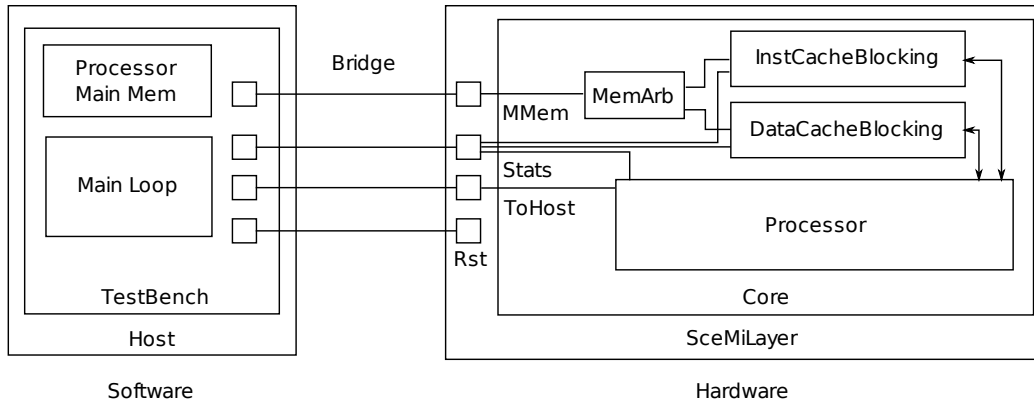 Processor
Main Mem
Main Loop
TestBench
Host
Software
Bridge
MMem
Stats
ToHost
Rst
MemArb
InstCacheBlocking
DataCacheBlocking
Processor
Core
SceMiLayer
Hardware